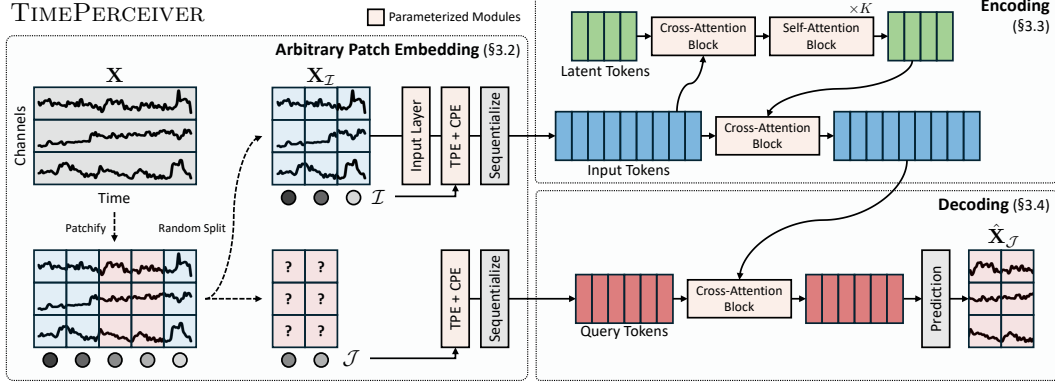 TIMEPERCEIVER
Parameterized Modules
Arbitrary Patch Embedding (§3.2)
X
Channels
Time
Patchify
Random Split
X_I
I
Input Layer
TPE + CPE
Sequentialize
? ?
? ?
? ?
J
TPE + CPE
Sequentialize
Encoding
(§3.3)
×K
Cross-Attention
Block
Self-Attention
Block
Latent Tokens
Cross-Attention
Block
Input Tokens
Decoding (§3.4)
X̂_J
Cross-Attention
Block
Query Tokens
Prediction